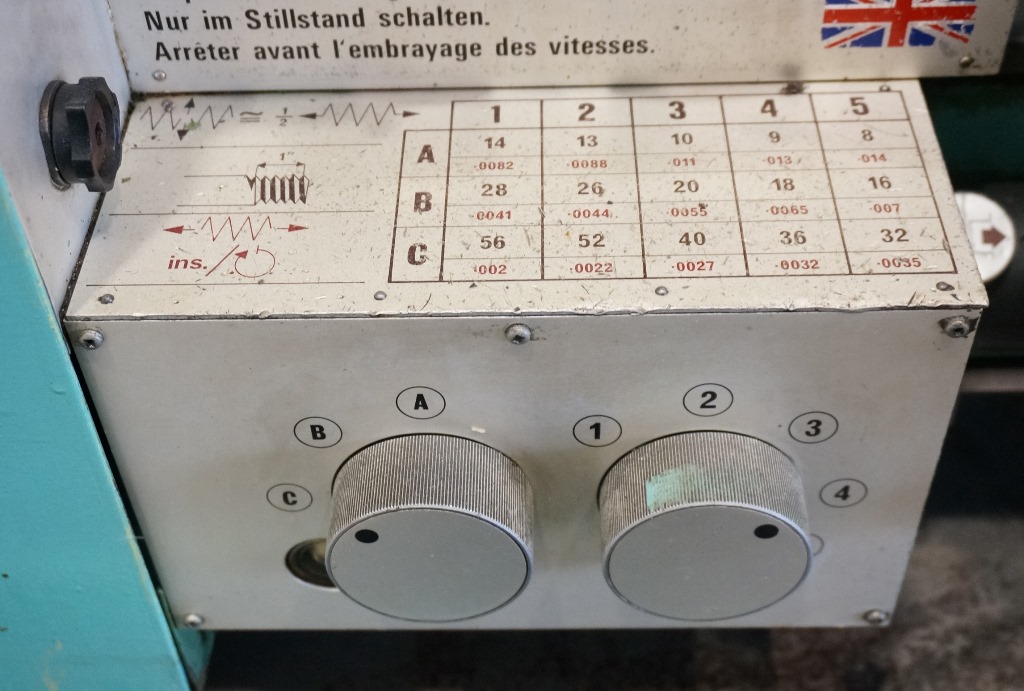 Nur im Stillstand schalten.
Arrêter avant l'embrayage des vitesses.
≅ 1/2
1"
ins./
1 2 3 4 5
A 14 13 10 9 8
·0082 ·0088 ·011 ·013 ·014
B 28 26 20 18 16
·0041 ·0044 ·0055 ·0065 ·007
C 56 52 40 36 32
·002 ·0022 ·0027 ·0032 ·0035
A
B
C
1
2
3
4